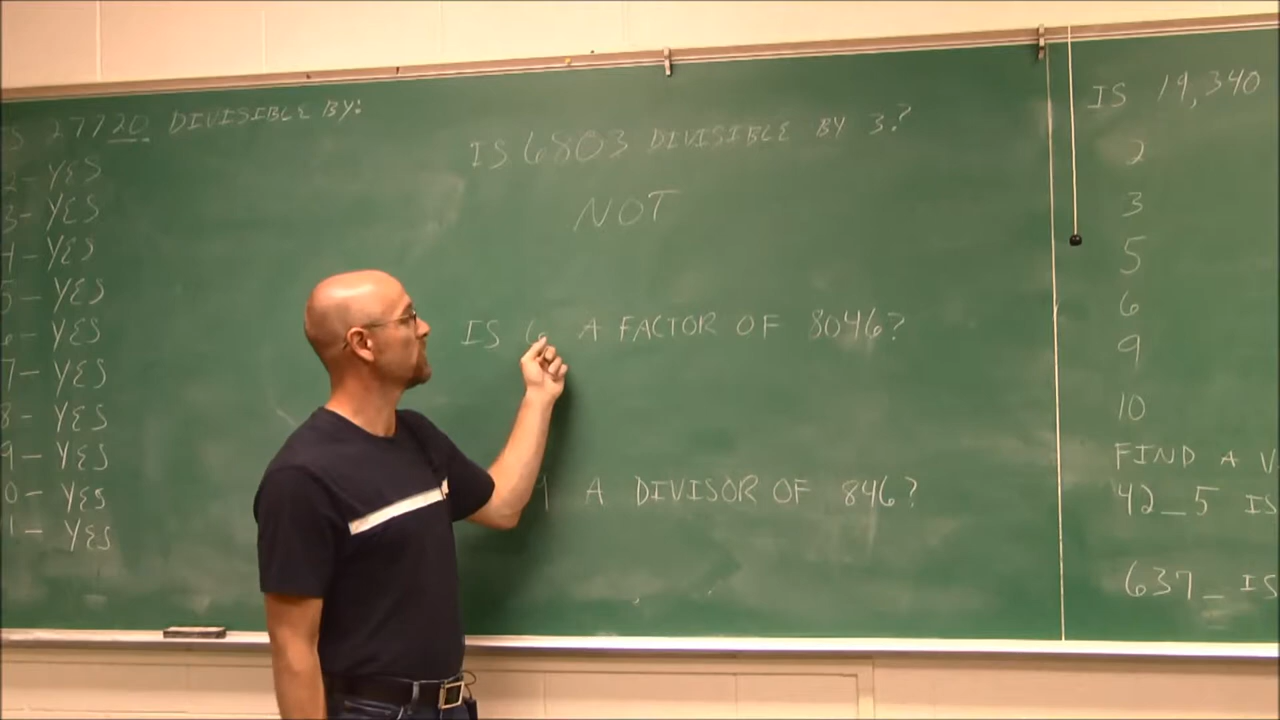 27720 DIVISIBLE BY:
2- YES
3- YES
4- YES
5- YES
6- YES
7- YES
8- YES
9- YES
0- YES
1- YES
IS 6803 DIVISIBLE BY 3?
NOT
IS 6 A FACTOR OF 8046?
A DIVISOR OF 846?
IS 19,340
2
3
5
6
9
10
FIND A V
42_5 IS
637_ IS